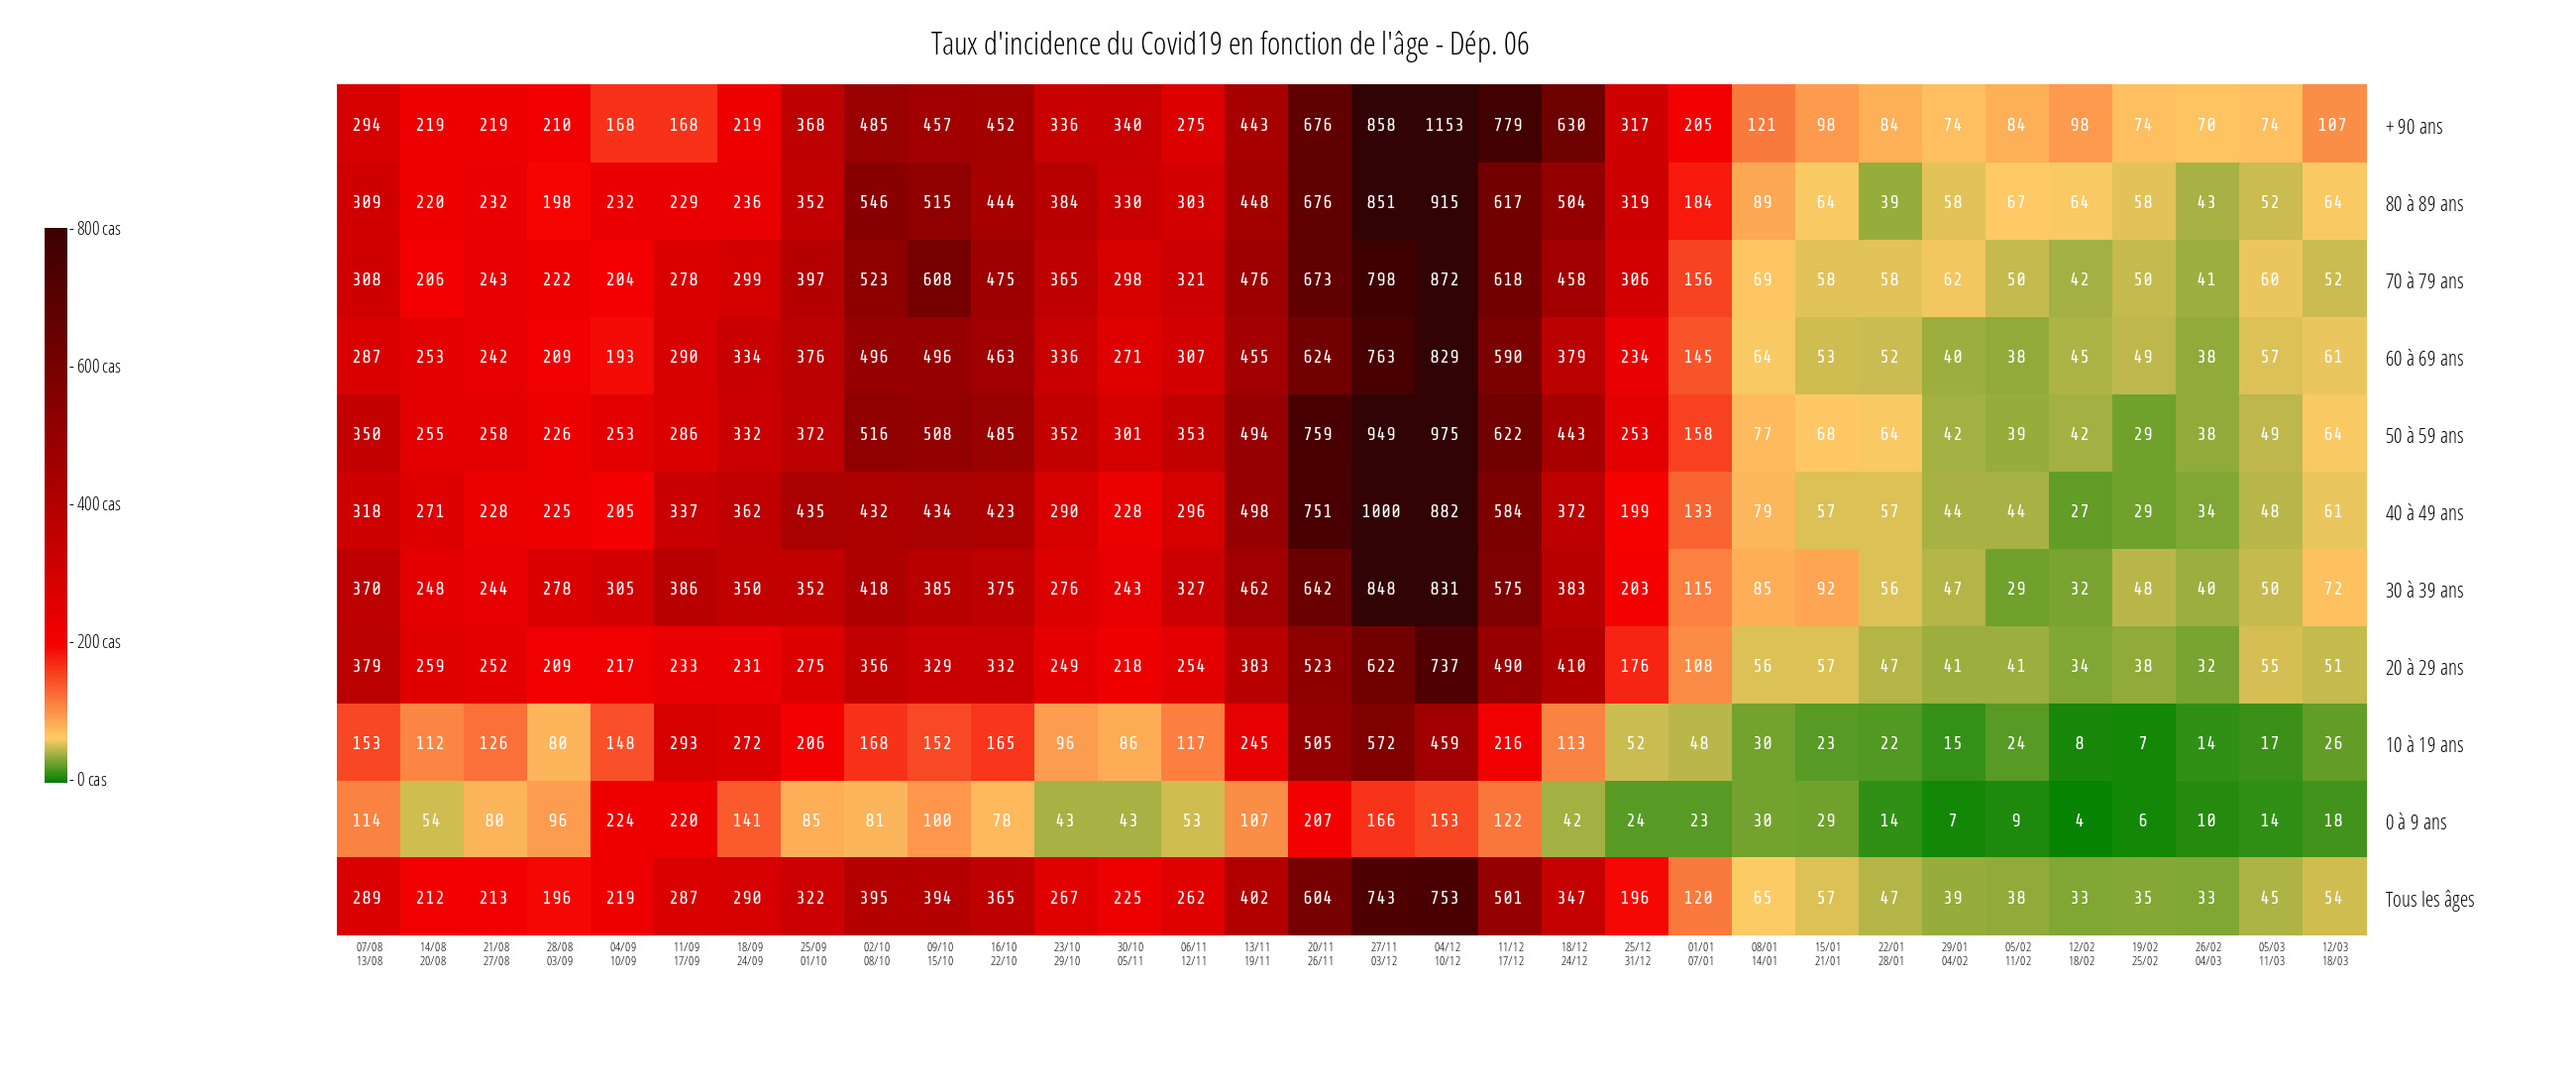 Taux d'incidence du Covid19 en fonction de l'âge - Dép. 06
- 800 cas
- 600 cas
- 400 cas
- 200 cas
- 0 cas
294 219 219 210 168 168 219 368 485 457 452 336 340 275 443 676 858 1153 779 630 317 205 121 98 84 74 84 98 74 70 74 107 + 90 ans
309 220 232 198 232 229 236 352 546 515 444 384 330 303 448 676 851 915 617 504 319 184 89 64 39 58 67 64 58 43 52 64 80 à 89 ans
308 206 243 222 204 278 299 397 523 608 475 365 298 321 476 673 798 872 618 458 306 156 69 58 58 62 50 42 50 41 60 52 70 à 79 ans
287 253 242 209 193 290 334 376 496 496 463 336 271 307 455 624 763 829 590 379 234 145 64 53 52 40 38 45 49 38 57 61 60 à 69 ans
350 255 258 226 253 286 332 372 516 508 485 352 301 353 494 759 949 975 622 443 253 158 77 68 64 42 39 42 29 38 49 64 50 à 59 ans
318 271 228 225 205 337 362 435 432 434 423 290 228 296 498 751 1000 882 584 372 199 133 79 57 57 44 44 27 29 34 48 61 40 à 49 ans
370 248 244 278 305 386 350 352 418 385 375 276 243 327 462 642 848 831 575 383 203 115 85 92 56 47 29 32 48 40 50 72 30 à 39 ans
379 259 252 209 217 233 231 275 356 329 332 249 218 254 383 523 622 737 490 410 176 108 56 57 47 41 41 34 38 32 55 51 20 à 29 ans
153 112 126 80 148 293 272 206 168 152 165 96 86 117 245 505 572 459 216 113 52 48 30 23 22 15 24 8 7 14 17 26 10 à 19 ans
114 54 80 96 224 220 141 85 81 100 78 43 43 53 107 207 166 153 122 42 24 23 30 29 14 7 9 4 6 10 14 18 0 à 9 ans
289 212 213 196 219 287 290 322 395 394 365 267 225 262 402 604 743 753 501 347 196 120 65 57 47 39 38 33 35 33 45 54 Tous les âges
07/08 14/08 21/08 28/08 04/09 11/09 18/09 25/09 02/10 09/10 16/10 23/10 30/10 06/11 13/11 20/11 27/11 04/12 11/12 18/12 25/12 01/01 08/01 15/01 22/01 29/01 05/02 12/02 19/02 26/02 05/03 12/03
13/08 20/08 27/08 03/09 10/09 17/09 24/09 01/10 08/10 15/10 22/10 29/10 05/11 12/11 19/11 26/11 03/12 10/12 17/12 24/12 31/12 07/01 14/01 21/01 28/01 04/02 11/02 18/02 25/02 04/03 11/03 18/03